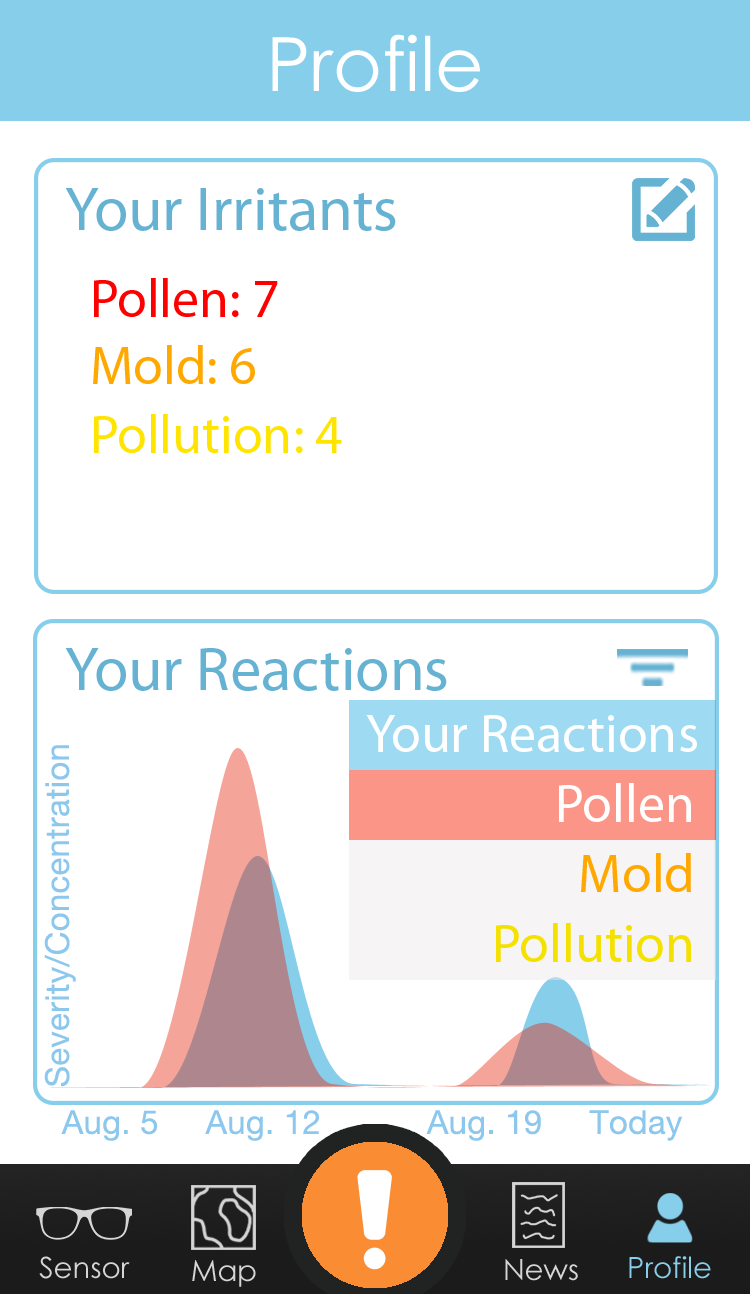 Profile
Your Irritants
Pollen: 7
Mold: 6
Pollution: 4
Your Reactions
Your Reactions
Pollen
Mold
Pollution
Severity/Concentration
Aug. 5 Aug. 12 Aug. 19 Today
!
Sensor Map News Profile